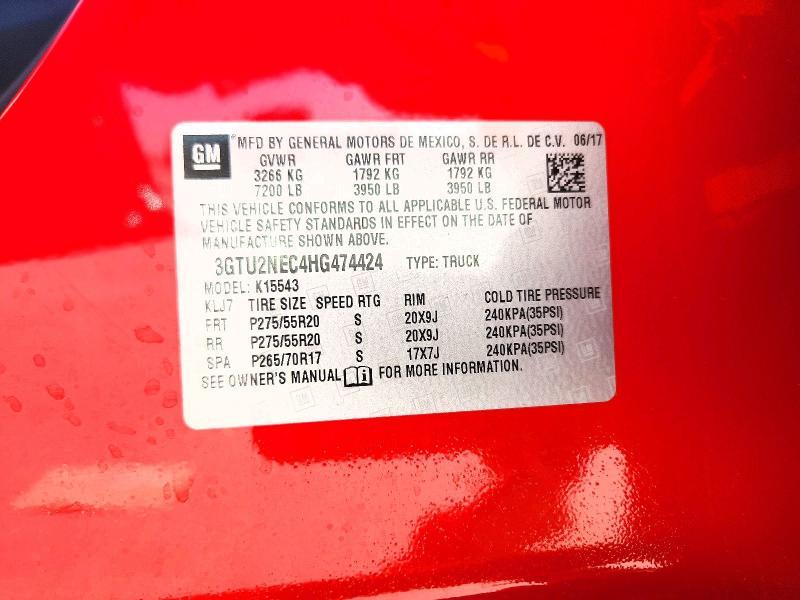 GM
® MFD BY GENERAL MOTORS DE MEXICO, S. DE R.L. DE C.V. 06/17
GVWR GAWR FRT GAWR RR
3266 KG 1792 KG 1792 KG
7200 LB 3950 LB 3950 LB
THIS VEHICLE CONFORMS TO ALL APPLICABLE U.S. FEDERAL MOTOR
VEHICLE SAFETY STANDARDS IN EFFECT ON THE DATE OF
MANUFACTURE SHOWN ABOVE.
3GTU2NEC4HG474424 TYPE: TRUCK
MODEL: K15543
KLJ7 TIRE SIZE SPEED RTG RIM COLD TIRE PRESSURE
FRT P275/55R20 S 20X9J 240KPA(35PSI)
RR P275/55R20 S 20X9J 240KPA(35PSI)
SPA P265/70R17 S 17X7J 240KPA(35PSI)
SEE OWNER'S MANUAL FOR MORE INFORMATION.